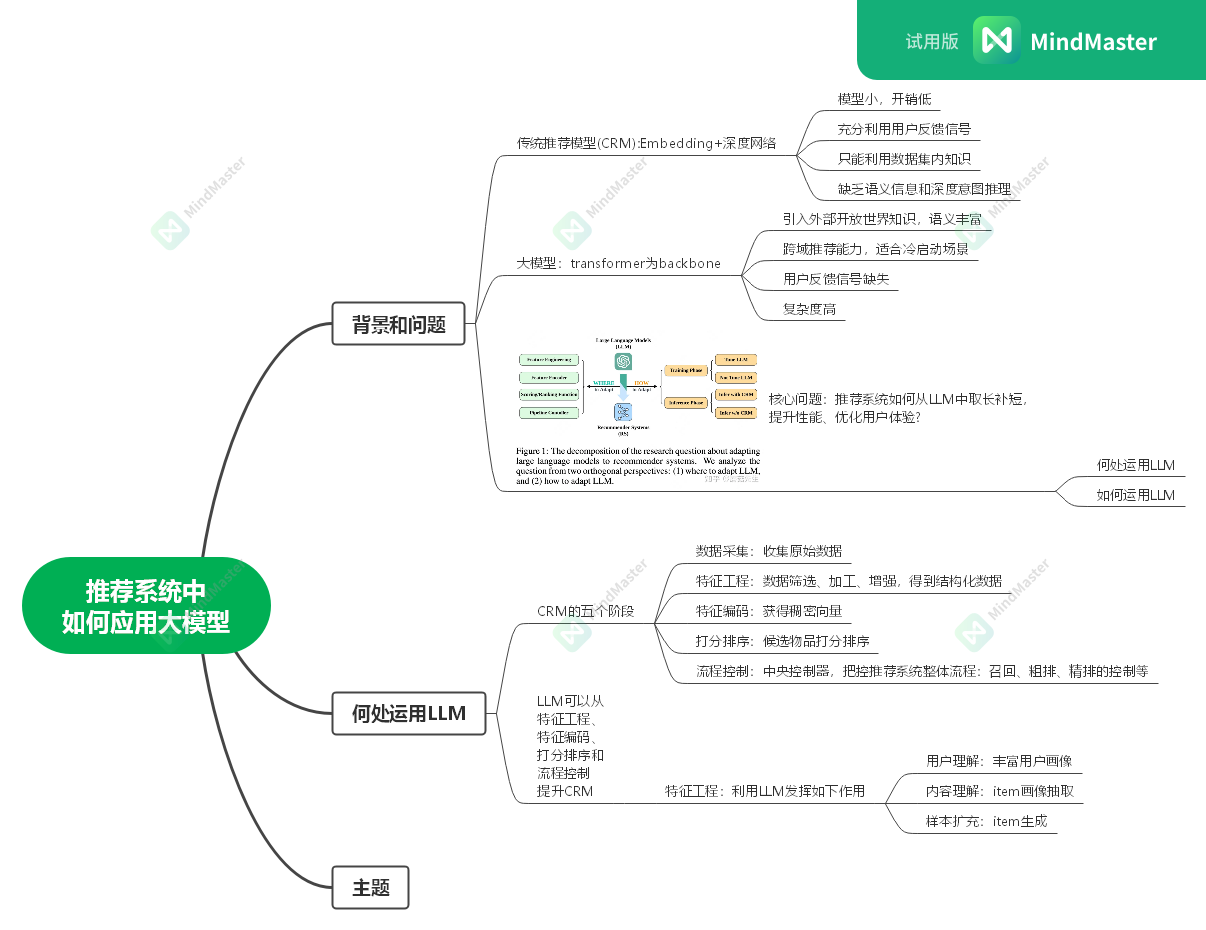 试用版 MindMaster
模型小，开销低
传统推荐模型(CRM):Embedding+深度网络
充分利用用户反馈信号
只能利用数据集内知识
缺乏语义信息和深度意图推理
引入外部开放世界知识，语义丰富
大模型：transformer为backbone
跨域推荐能力，适合冷启动场景
用户反馈信号缺失
复杂度高
背景和问题
Large Language Models
(LLM)
Feature Engineering
Feature Encoder
Scoring/Ranking Function
Pipeline Controller
WHERE
to Adapt
HOW
to Adapt
Training Phase
Inference Phase
Tune LLM
Not Tune LLM
Infer with CRM
Infer w/o CRM
Recommender Systems
(RS)
核心问题：推荐系统如何从LLM中取长补短，
提升性能、优化用户体验?
Figure 1: The decomposition of the research question about adapting
large language models to recommender systems. We analyze the
question from two orthogonal perspectives: (1) where to adapt LLM,
and (2) how to adapt LLM.
何处运用LLM
如何运用LLM
推荐系统中
如何应用大模型
何处运用LLM
CRM的五个阶段
数据采集：收集原始数据
特征工程：数据筛选、加工、增强，得到结构化数据
特征编码：获得稠密向量
打分排序：候选物品打分排序
流程控制：中央控制器，把控推荐系统整体流程：召回、粗排、精排的控制等
LLM可以从
特征工程、
特征编码、
打分排序和
流程控制
提升CRM
特征工程：利用LLM发挥如下作用
用户理解：丰富用户画像
内容理解：item画像抽取
样本扩充：item生成
主题
MindMaster
MindMaster
MindMaster
MindMaster
MindMaster
MindMaster